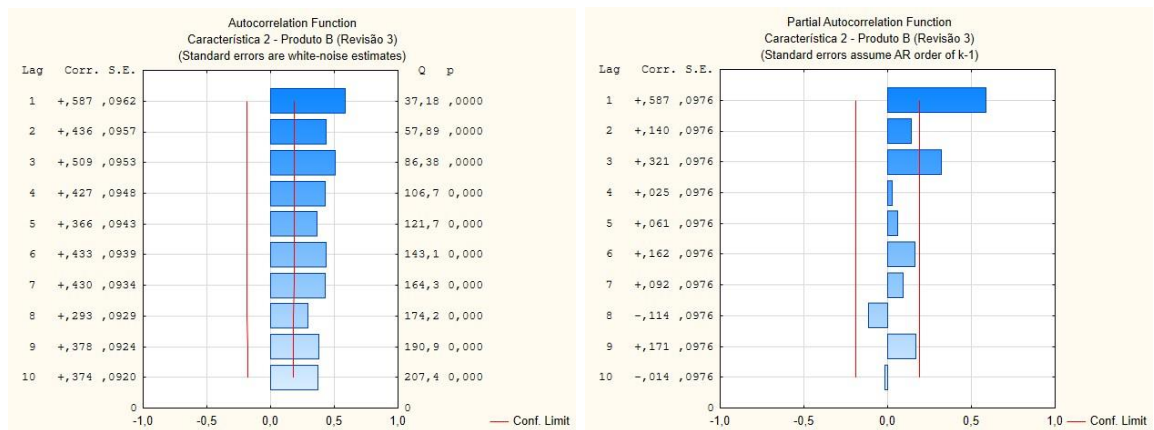 Autocorrelation Function
Característica 2 - Produto B (Revisão 3)
(Standard errors are white-noise estimates)
Lag Corr. S.E. Q p
1 +,587 ,0962 37,18 ,0000
2 +,436 ,0957 57,89 ,0000
3 +,509 ,0953 86,38 ,0000
4 +,427 ,0948 106,7 0,000
5 +,366 ,0943 121,7 0,000
6 +,433 ,0939 143,1 0,000
7 +,430 ,0934 164,3 0,000
8 +,293 ,0929 174,2 0,000
9 +,378 ,0924 190,9 0,000
10 +,374 ,0920 207,4 0,000
0 0
-1,0 -0,5 0,0 0,5 1,0
Conf. Limit
Partial Autocorrelation Function
Característica 2 - Produto B (Revisão 3)
(Standard errors assume AR order of k-1)
Lag Corr. S.E.
1 +,587 ,0976
2 +,140 ,0976
3 +,321 ,0976
4 +,025 ,0976
5 +,061 ,0976
6 +,162 ,0976
7 +,092 ,0976
8 -,114 ,0976
9 +,171 ,0976
10 -,014 ,0976
0
-1,0 -0,5 0,0 0,5 1,0
Conf. Limit